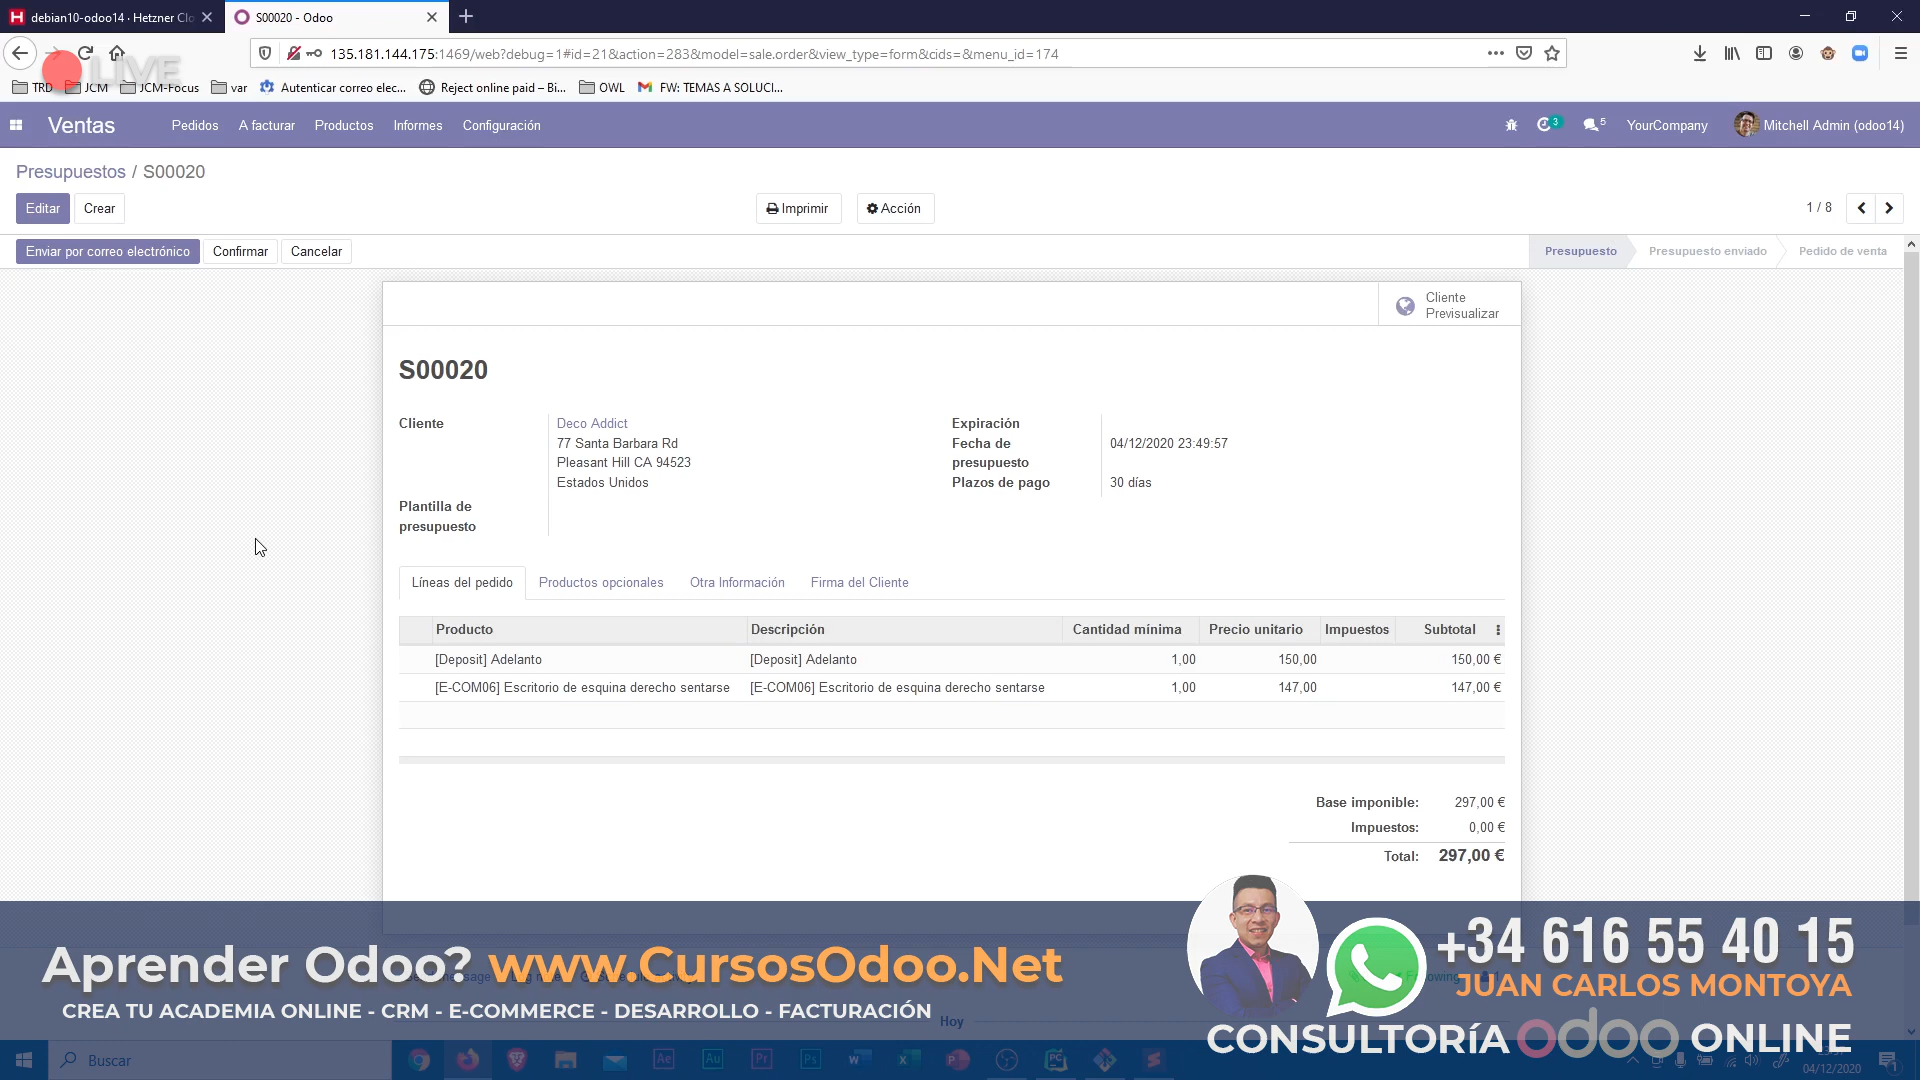 debian10-odoo14 · Hetzner Clo
S00020 - Odoo
135.181.144.175:1469/web?debug=1#id=21&action=283&model=sale.order&view_type=form&cids=&menu_id=174
LIVE
TRD
JCM
JCM-Focus
var
Autenticar correo elec...
Reject online paid – Bi...
OWL
FW: TEMAS A SOLUCI...
Ventas
Pedidos
A facturar
Productos
Informes
Configuración
3
5
YourCompany
Mitchell Admin (odoo14)
Presupuestos / S00020
Editar
Crear
Imprimir
Acción
1 / 8
Enviar por correo electrónico
Confirmar
Cancelar
Presupuesto
Presupuesto enviado
Pedido de venta
Cliente
Previsualizar
S00020
Cliente
Deco Addict
77 Santa Barbara Rd
Pleasant Hill CA 94523
Estados Unidos
Plantilla de
presupuesto
Expiración
Fecha de
presupuesto
04/12/2020 23:49:57
Plazos de pago
30 días
Líneas del pedido
Productos opcionales
Otra Información
Firma del Cliente
Producto
Descripción
Cantidad mínima
Precio unitario
Impuestos
Subtotal
[Deposit] Adelanto
[Deposit] Adelanto
1,00
150,00
150,00 €
[E-COM06] Escritorio de esquina derecho sentarse
[E-COM06] Escritorio de esquina derecho sentarse
1,00
147,00
147,00 €
Base imponible:
297,00 €
Impuestos:
0,00 €
Total:
297,00 €
Aprender Odoo? www.CursosOdoo.Net
CREA TU ACADEMIA ONLINE - CRM - E-COMMERCE - DESARROLLO - FACTURACIÓN
Hoy
+34 616 55 40 15
JUAN CARLOS MONTOYA
CONSULTORíA odoo ONLINE
Buscar
04/12/2020